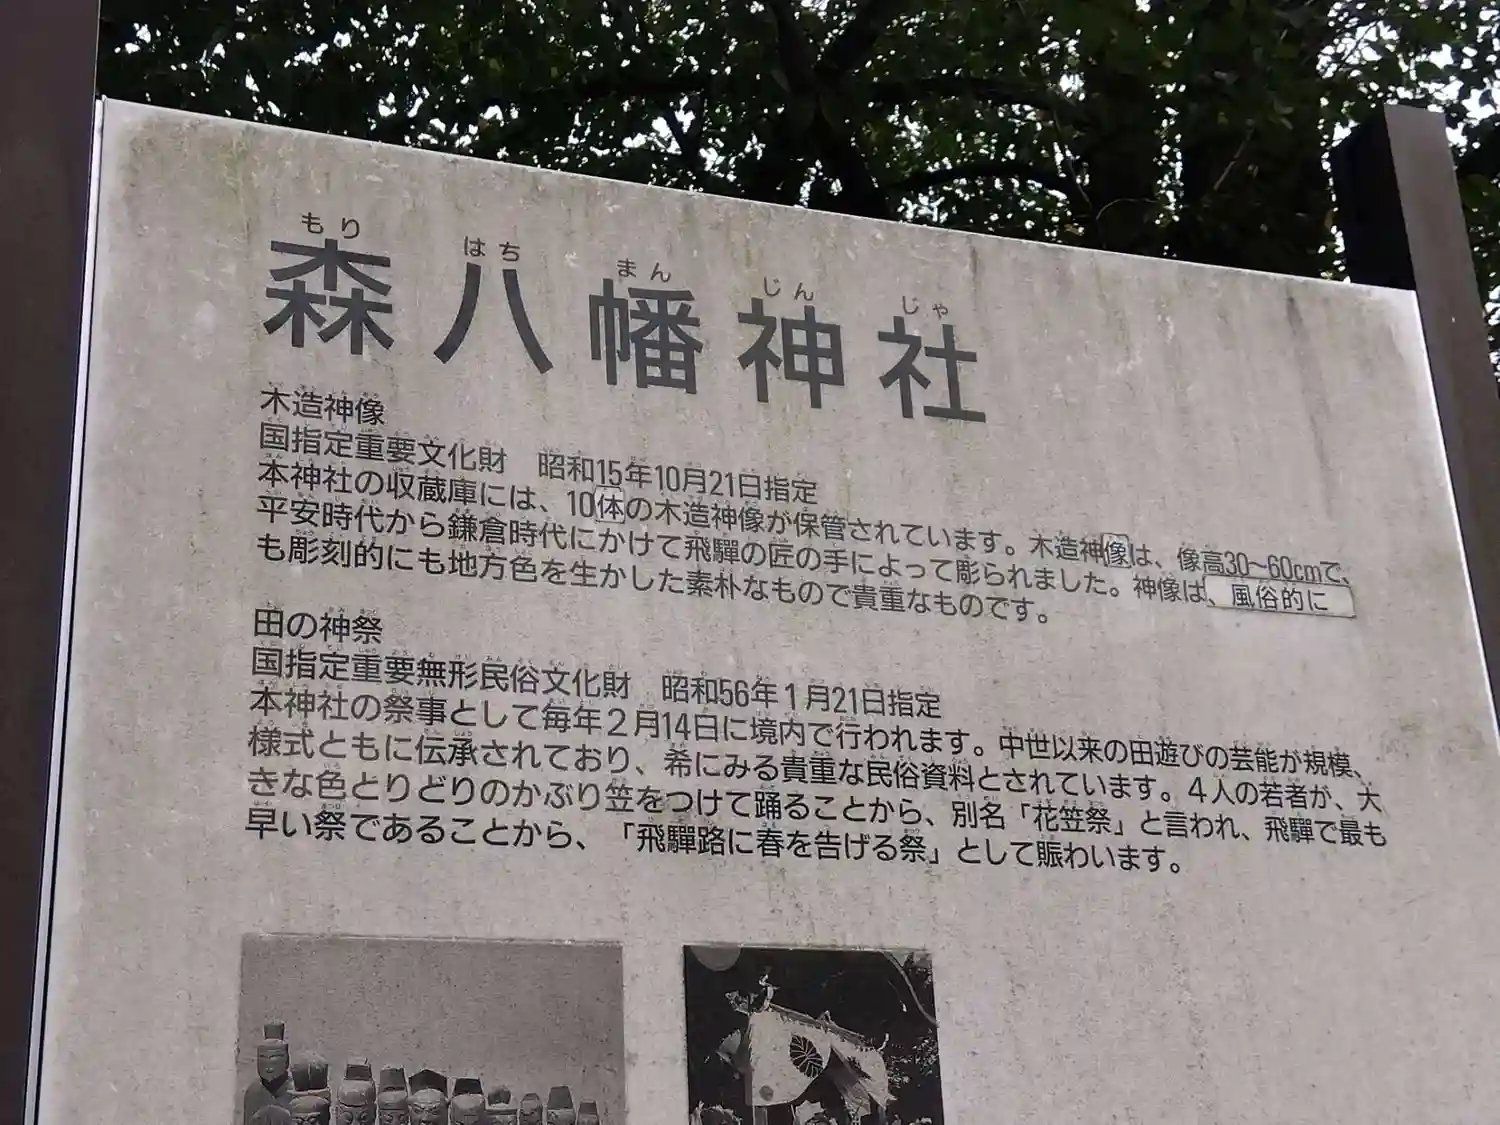 もり はち まん じん じゃ
森八幡神社
木造神像
国指定重要文化財 昭和15年10月21日指定
本神社の収蔵庫には、10体の木造神像が保管されています。木造神像は、像高30~60cmで、
平安時代から鎌倉時代にかけて飛驒の匠の手によって彫られました。神像は、風俗的に
も彫刻的にも地方色を生かした素朴なもので貴重なものです。
田の神祭
国指定重要無形民俗文化財 昭和56年1月21日指定
本神社の祭事として毎年2月14日に境内で行われます。中世以来の田遊びの芸能が規模、
様式ともに伝承されており、希にみる貴重な民俗資料とされています。4人の若者が、大
きな色とりどりのかぶり笠をつけて踊ることから、別名「花笠祭」と言われ、飛驒で最も
早い祭であることから、「飛驒路に春を告げる祭」として賑わいます。